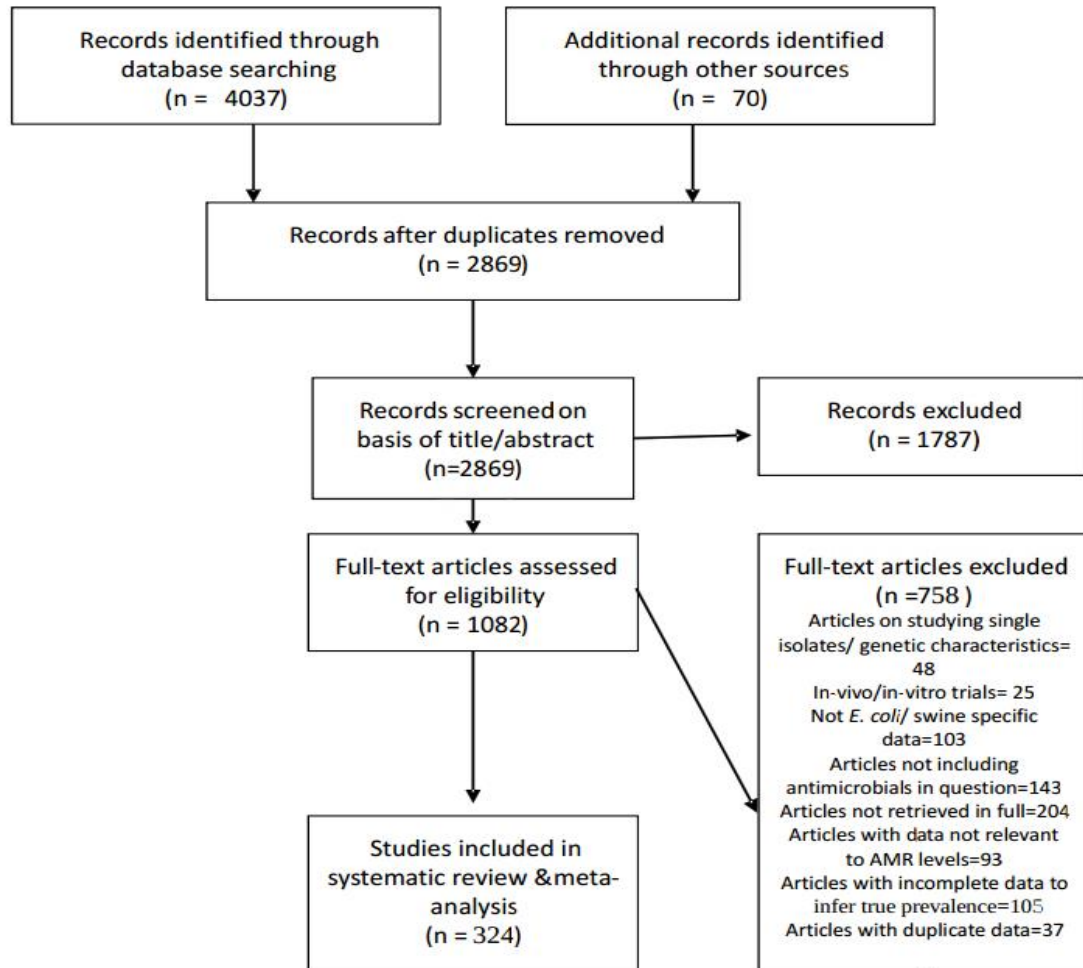 Records identified through
database searching
(n = 4037)
Additional records identified
through other sources
(n = 70)
Records after duplicates removed
(n = 2869)
Records screened on
basis of title/abstract
(n=2869)
Records excluded
(n = 1787)
Full-text articles assessed
for eligibility
(n = 1082)
Full-text articles excluded
(n =758 )
Articles on studying single
isolates/ genetic characteristics=
48
In-vivo/in-vitro trials= 25
Not E. coli/ swine specific
data=103
Articles not including
antimicrobials in question=143
Articles not retrieved in full=204
Articles with data not relevant
to AMR levels=93
Articles with incomplete data to
infer true prevalence=105
Articles with duplicate data=37
Studies included in
systematic review &meta-
analysis
(n = 324)